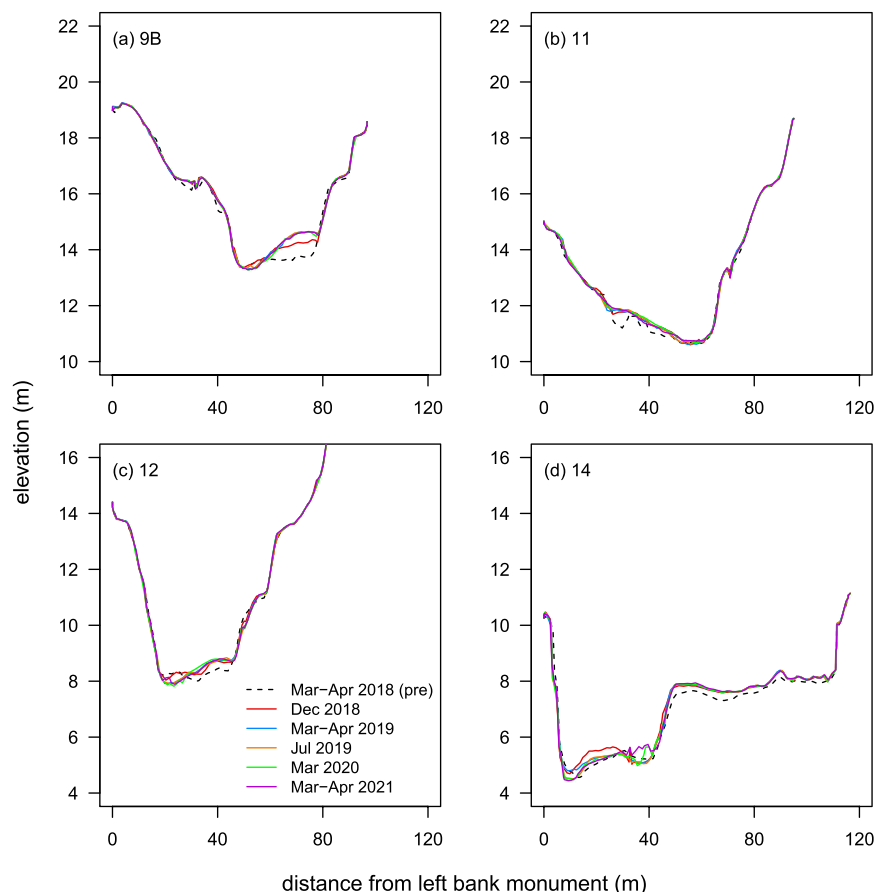 (a) 9B
22
20
18
16
14
12
10
0 40 80 120
(b) 11
22
20
18
16
14
12
10
0 40 80 120
elevation (m)
(c) 12
16
14
12
10
8
6
4
0 40 80 120
Mar−Apr 2018 (pre)
Dec 2018
Mar−Apr 2019
Jul 2019
Mar 2020
Mar−Apr 2021
(d) 14
16
14
12
10
8
6
4
0 40 80 120
distance from left bank monument (m)